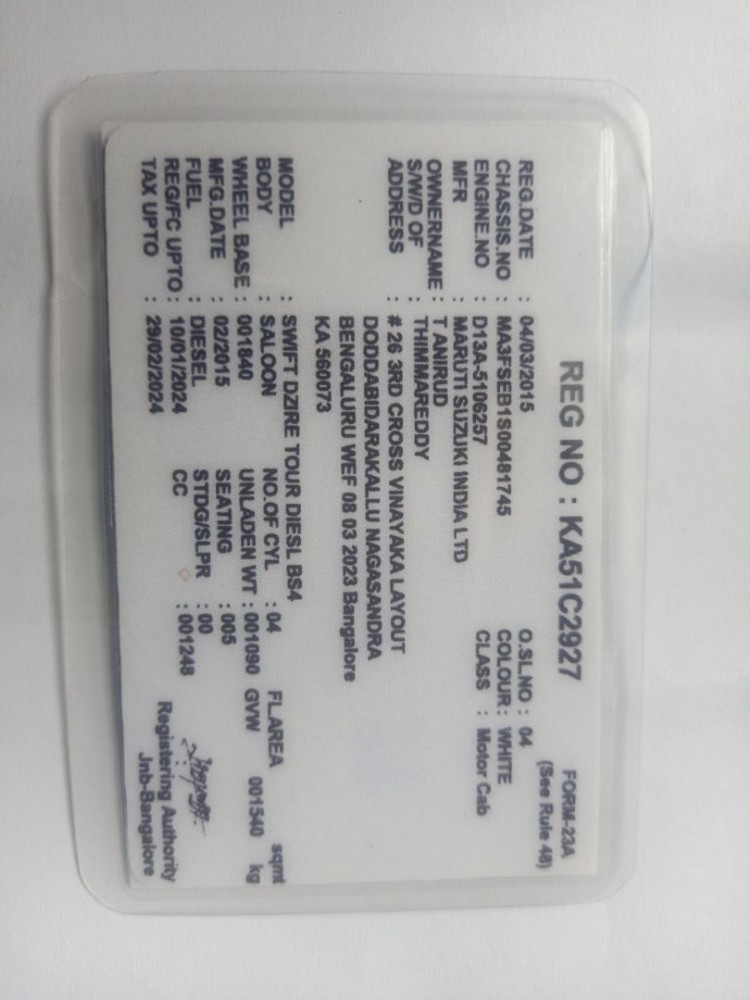 FORM-23A
REG NO : KA51C2927 (See Rule 48)
REG.DATE : 04/03/2015 O.SL.NO : 04
CHASSIS.NO : MA3FSEB1S00481745 COLOUR : WHITE
ENGINE.NO : D13A-5106257 CLASS : Motor Cab
MFR : MARUTI SUZUKI INDIA LTD
OWNERNAME : T ANIRUD
S/W/D OF : THIMMAREDDY
ADDRESS : # 26 3RD CROSS VINAYAKA LAYOUT
DODDABIDARAKALLU NAGASANDRA
BENGALURU WEF 08 03 2023 Bangalore
KA 560073
MODEL : SWIFT DZIRE TOUR DIESL BS4
BODY : SALOON NO.OF CYL : 04 FLAREA sqmt
WHEEL BASE : 001840 UNLADEN WT : 001090 GVW 001540 kg
MFG.DATE : 02/2015 SEATING : 005
FUEL : DIESEL STDG/SLPR : 00
REG/FC UPTO : 10/01/2024 CC : 001248
TAX UPTO : 29/02/2024
Registering Authority
Jnb-Bangalore